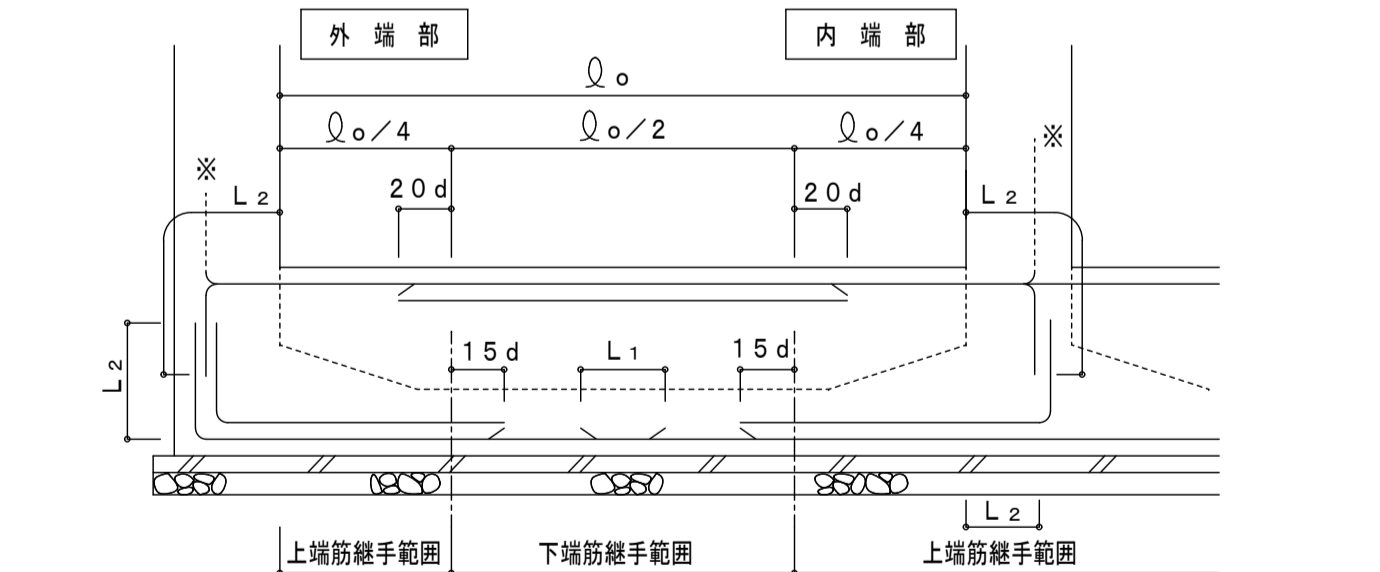 外端部 内端部
ℓo
ℓo／4 ℓo／2 ℓo／4
※ ※
L2 20d 20d L2
15d L1 15d
L2
L2
上端筋継手範囲 下端筋継手範囲 上端筋継手範囲